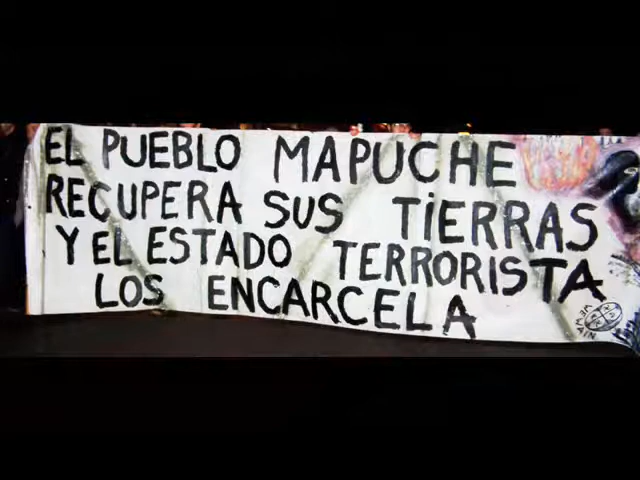 EL PUEBLO MAPUCHE
RECUPERA SUS TiERRAS
Y EL ESTADO TERRORISTA
LOS ENCARCELA